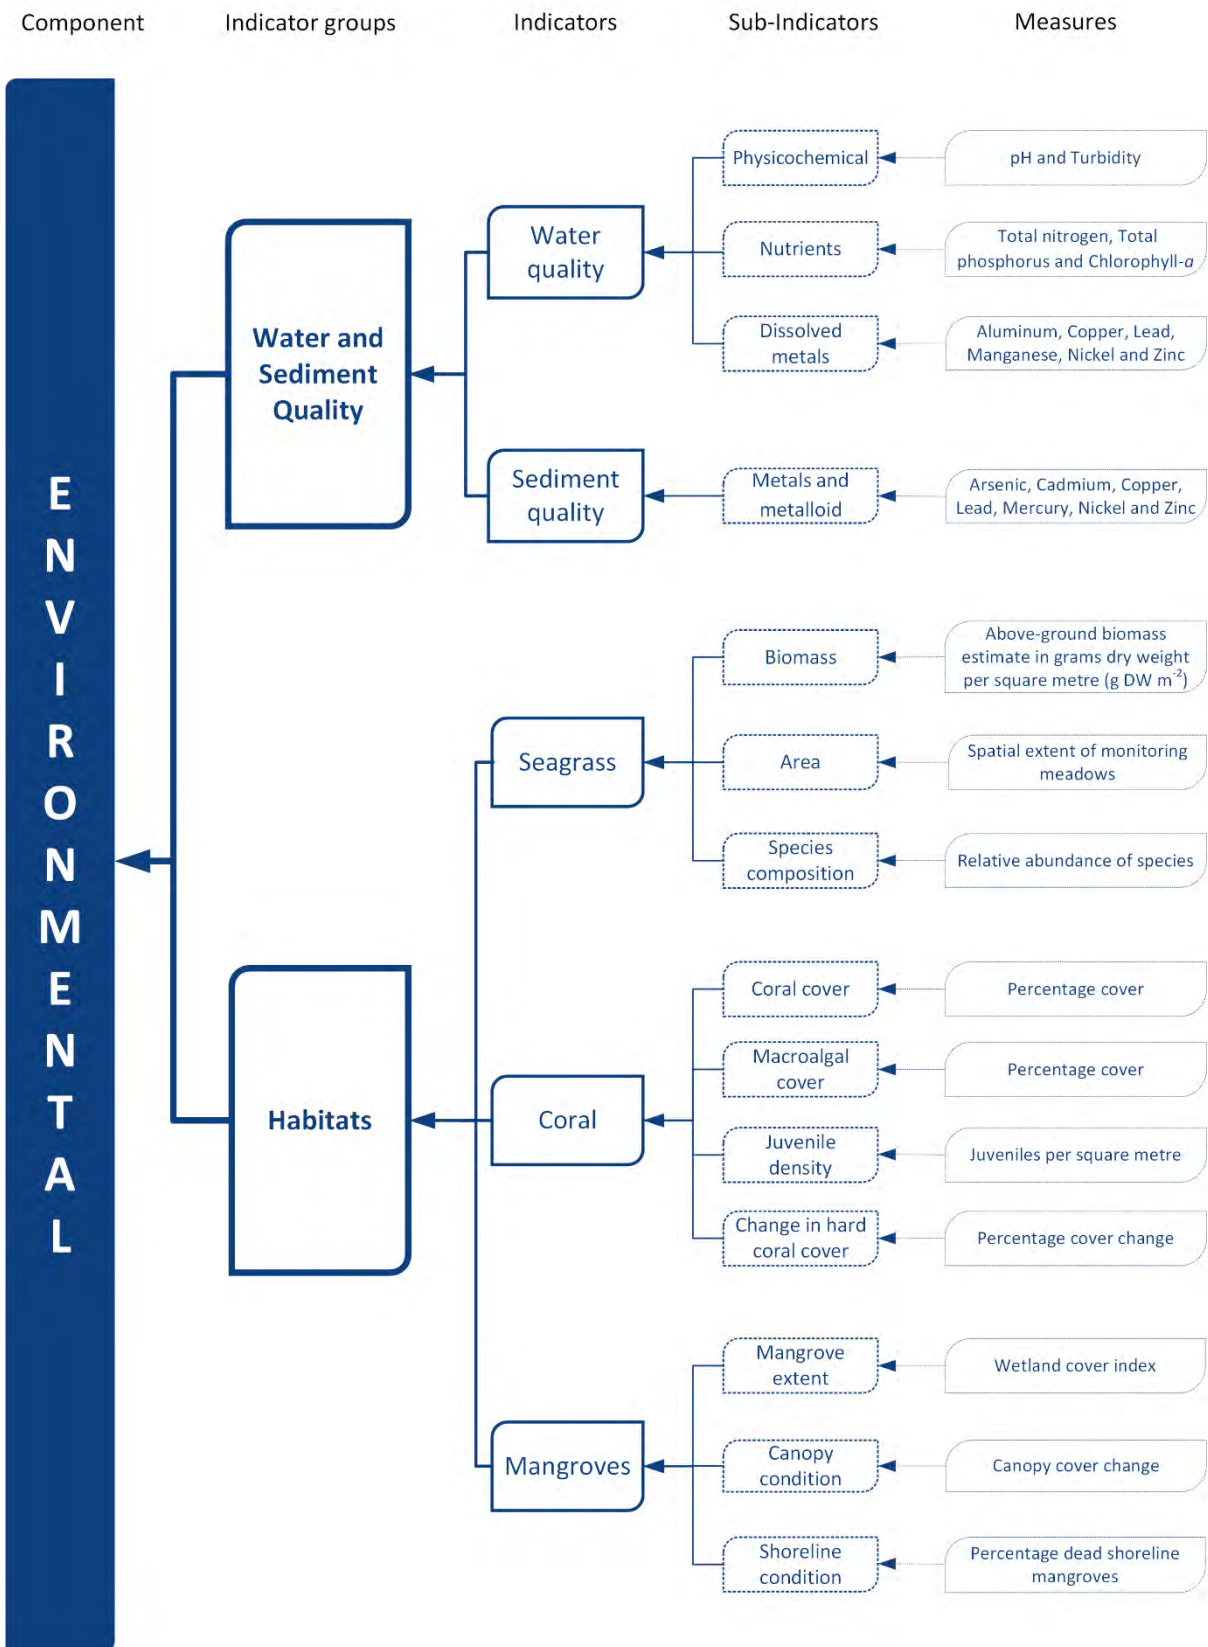 Component
Indicator groups
Indicators
Sub-Indicators
Measures
ENVIRONMENTAL
Water and
Sediment
Quality
Water
quality
Physicochemical
pH and Turbidity
Nutrients
Total nitrogen, Total
phosphorus and Chlorophyll-a
Dissolved
metals
Aluminum, Copper, Lead,
Manganese, Nickel and Zinc
Sediment
quality
Metals and
metalloid
Arsenic, Cadmium, Copper,
Lead, Mercury, Nickel and Zinc
Habitats
Seagrass
Biomass
Above-ground biomass
estimate in grams dry weight
per square metre (g DW m⁻²)
Area
Spatial extent of monitoring
meadows
Species
composition
Relative abundance of species
Coral
Coral cover
Percentage cover
Macroalgal
cover
Percentage cover
Juvenile
density
Juveniles per square metre
Change in hard
coral cover
Percentage cover change
Mangroves
Mangrove
extent
Wetland cover index
Canopy
condition
Canopy cover change
Shoreline
condition
Percentage dead shoreline
mangroves